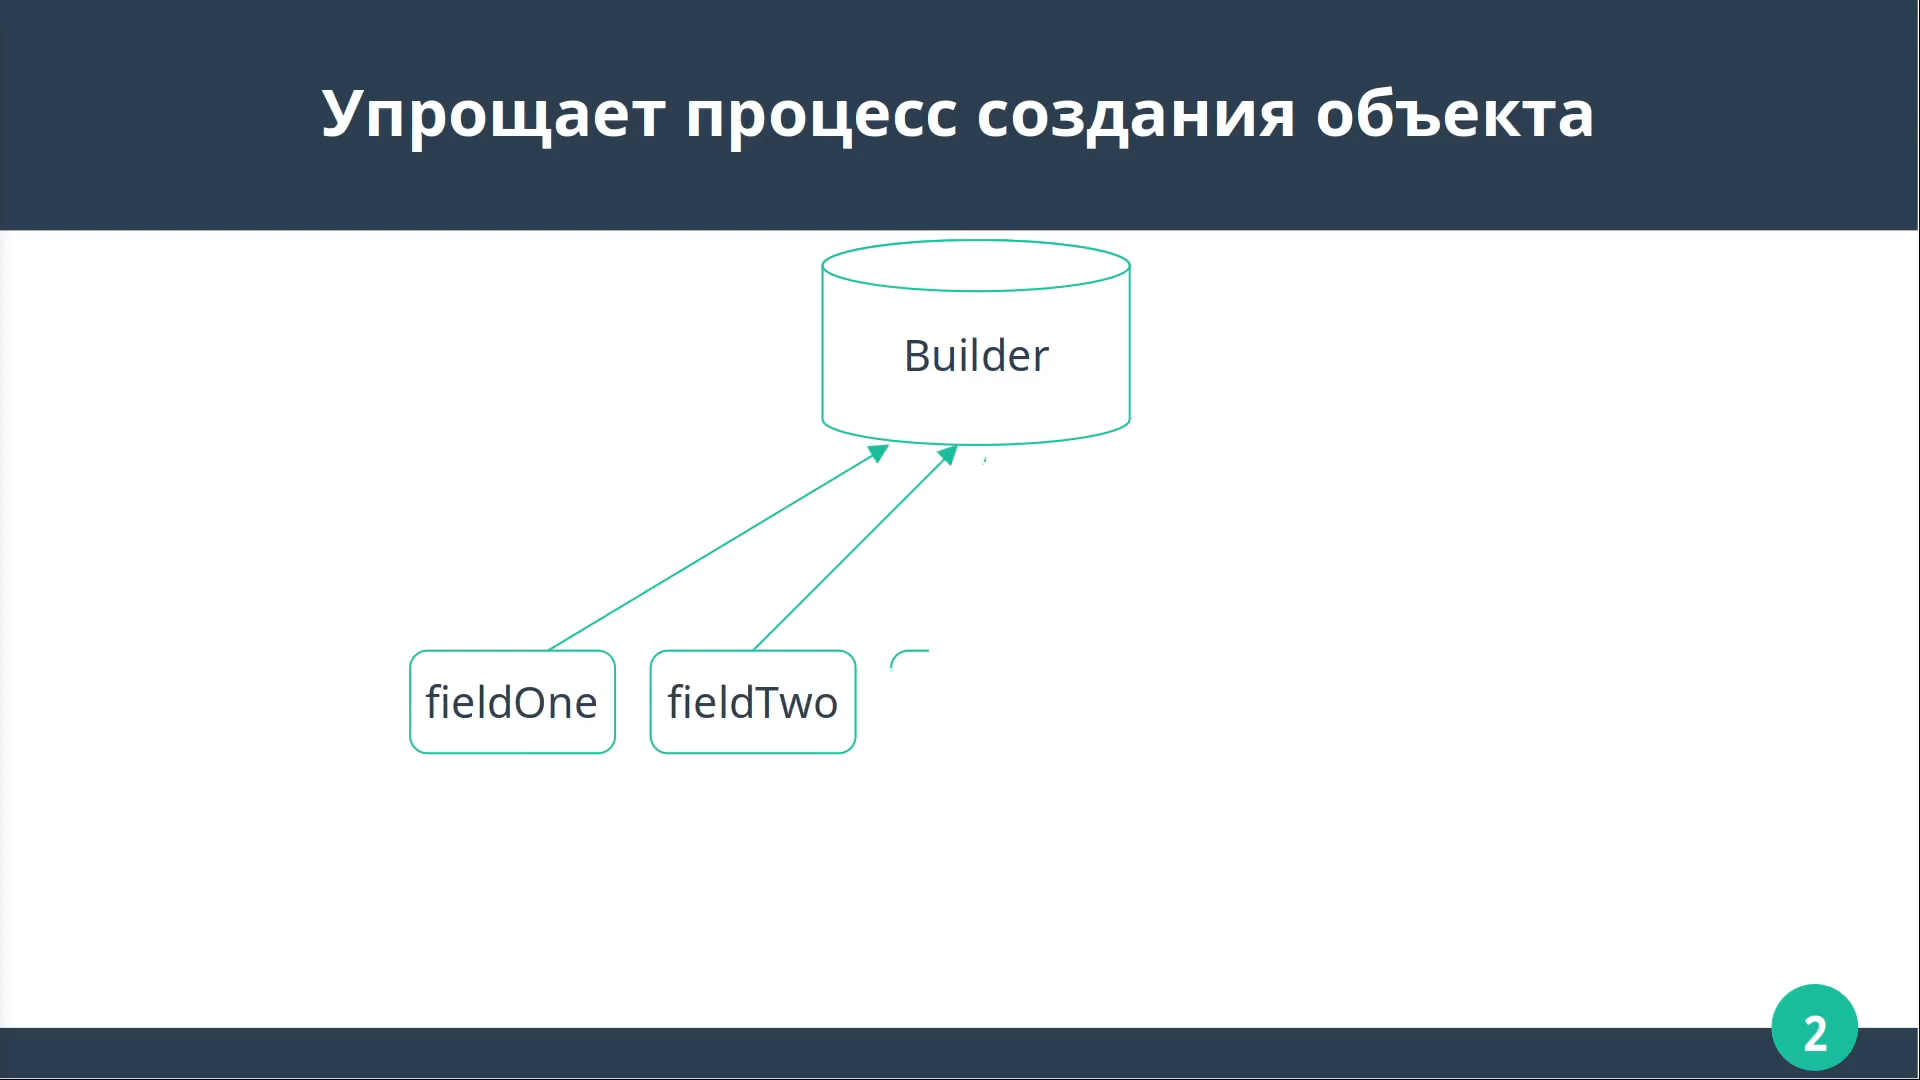 Упрощает процесс создания объекта
Builder
fieldOne
fieldTwo
2